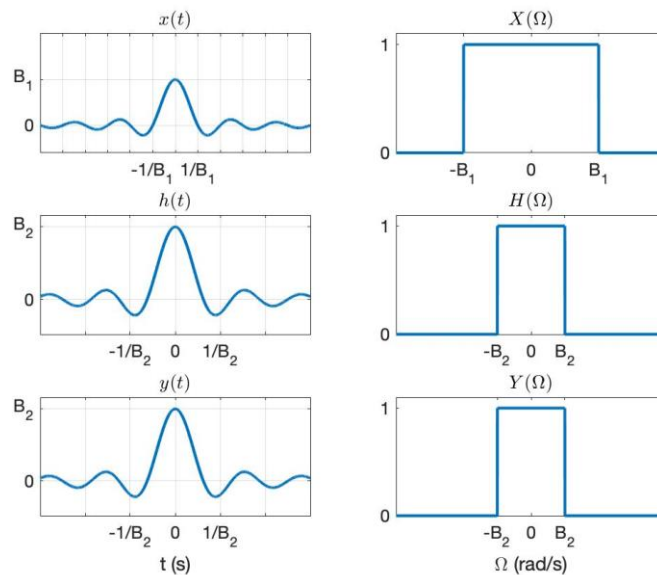 x(t) X(Ω)
B₁ 1
0 0
-1/B₁ 1/B₁ -B₁ 0 B₁
h(t) H(Ω)
B₂ 1
0 0
-1/B₂ 0 1/B₂ -B₂ 0 B₂
y(t) Y(Ω)
B₂ 1
0 0
-1/B₂ 0 1/B₂ -B₂ 0 B₂
t (s) Ω (rad/s)